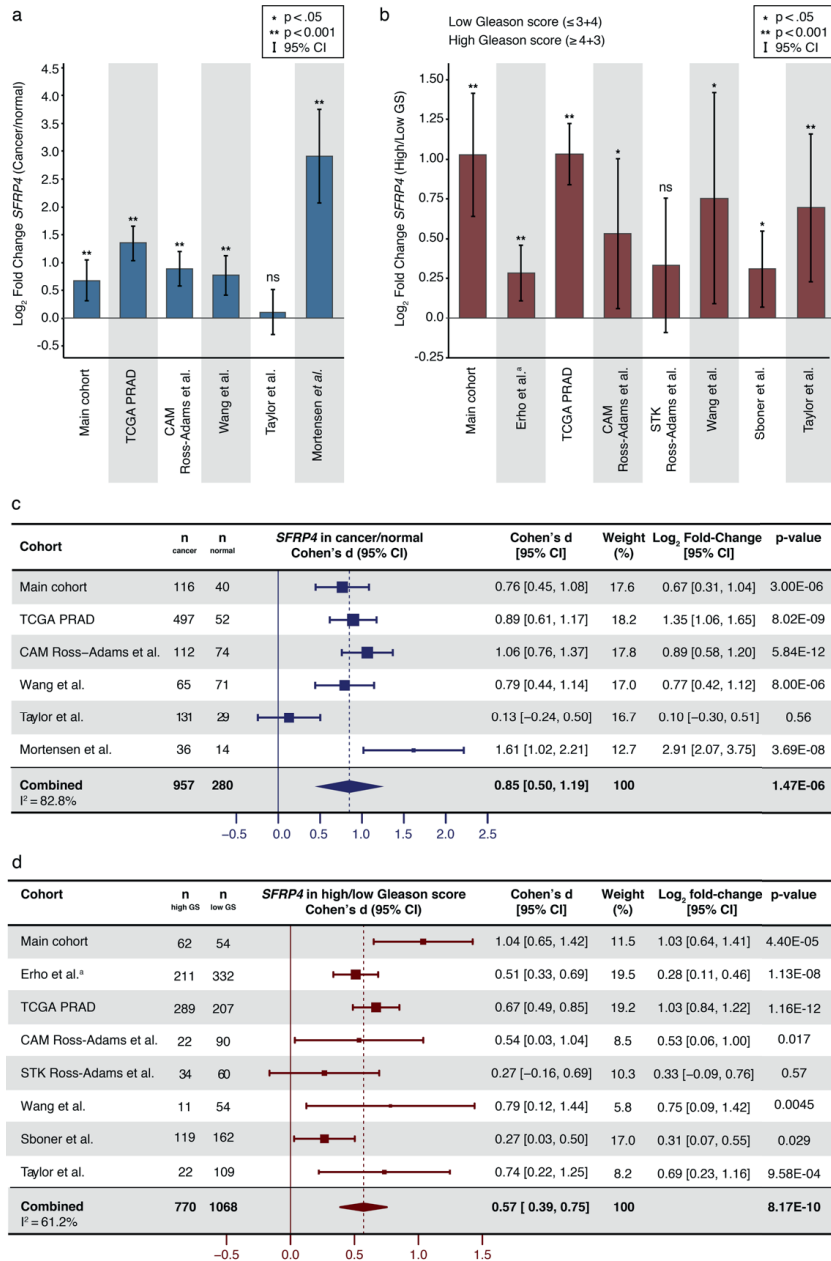 a
* p<.05
** p<0.001
I 95% CI
Log2 Fold Change SFRP4 (Cancer/normal)
4.5
4.0
3.5
3.0
2.5
2.0
1.5
1.0
0.5
0.0
-0.5
**
**
**
**
ns
**
Main cohort
TCGA PRAD
CAM
Ross-Adams et al.
Wang et al.
Taylor et al.
Mortensen et al.
b
Low Gleason score (≤3+4)
High Gleason score (≥4+3)
* p<.05
** p<0.001
I 95% CI
Log2 Fold Change SFRP4 (High/Low GS)
1.50
1.25
1.00
0.75
0.50
0.25
0.0
-0.25
**
**
**
*
ns
*
*
**
Main cohort
Erho et al.a
TCGA PRAD
CAM
Ross-Adams et al.
STK
Ross-Adams et al.
Wang et al.
Sboner et al.
Taylor et al.
c
Cohort n cancer n normal SFRP4 in cancer/normal Cohen's d (95% CI) Cohen's d [95% CI] Weight (%) Log2 Fold-Change [95% CI] p-value
Main cohort 116 40 0.76 [0.45, 1.08] 17.6 0.67 [0.31, 1.04] 3.00E-06
TCGA PRAD 497 52 0.89 [0.61, 1.17] 18.2 1.35 [1.06, 1.65] 8.02E-09
CAM Ross–Adams et al. 112 74 1.06 [0.76, 1.37] 17.8 0.89 [0.58, 1.20] 5.84E-12
Wang et al. 65 71 0.79 [0.44, 1.14] 17.0 0.77 [0.42, 1.12] 8.00E-06
Taylor et al. 131 29 0.13 [−0.24, 0.50] 16.7 0.10 [−0.30, 0.51] 0.56
Mortensen et al. 36 14 1.61 [1.02, 2.21] 12.7 2.91 [2.07, 3.75] 3.69E-08
Combined 957 280 0.85 [0.50, 1.19] 100 1.47E-06
I² = 82.8%
−0.5 0.0 0.5 1.0 1.5 2.0 2.5
d
Cohort n high GS n low GS SFRP4 in high/low Gleason score Cohen's d (95% CI) Cohen's d [95% CI] Weight (%) Log2 fold-change [95% CI] p-value
Main cohort 62 54 1.04 [0.65, 1.42] 11.5 1.03 [0.64, 1.41] 4.40E-05
Erho et al.a 211 332 0.51 [0.33, 0.69] 19.5 0.28 [0.11, 0.46] 1.13E-08
TCGA PRAD 289 207 0.67 [0.49, 0.85] 19.2 1.03 [0.84, 1.22] 1.16E-12
CAM Ross-Adams et al. 22 90 0.54 [0.03, 1.04] 8.5 0.53 [0.06, 1.00] 0.017
STK Ross-Adams et al. 34 60 0.27 [−0.16, 0.69] 10.3 0.33 [−0.09, 0.76] 0.57
Wang et al. 11 54 0.79 [0.12, 1.44] 5.8 0.75 [0.09, 1.42] 0.0045
Sboner et al. 119 162 0.27 [0.03, 0.50] 17.0 0.31 [0.07, 0.55] 0.029
Taylor et al. 22 109 0.74 [0.22, 1.25] 8.2 0.69 [0.23, 1.16] 9.58E-04
Combined 770 1068 0.57 [ 0.39, 0.75] 100 8.17E-10
I² = 61.2%
−0.5 0.0 0.5 1.0 1.5